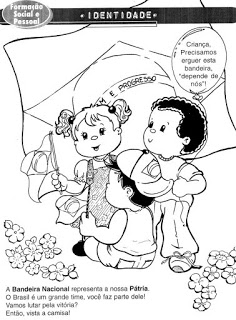 Formação
Social e
Pessoal
• IDENTIDADE •
Criança,
Precisamos
erguer esta
bandeira,
"depende de
nós"!
M E PROGRESSO
A Bandeira Nacional representa a nossa Pátria.
O Brasil é um grande time, você faz parte dele!
Vamos lutar pela vitória?
Então, vista a camisa!